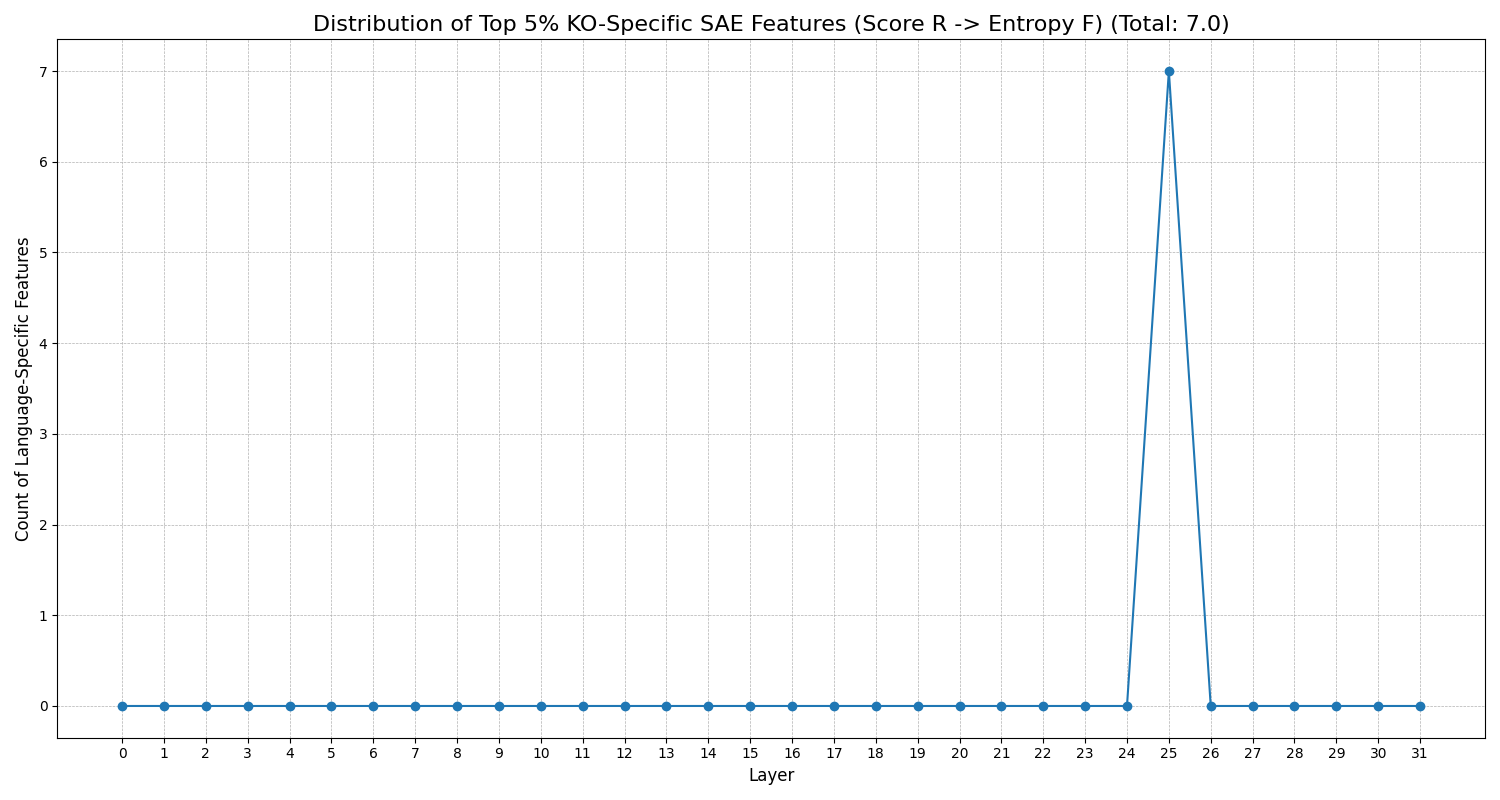 Distribution of Top 5% KO-Specific SAE Features (Score R -> Entropy F) (Total: 7.0)
Count of Language-Specific Features
7
6
5
4
3
2
1
0
0 1 2 3 4 5 6 7 8 9 10 11 12 13 14 15 16 17 18 19 20 21 22 23 24 25 26 27 28 29 30 31
Layer